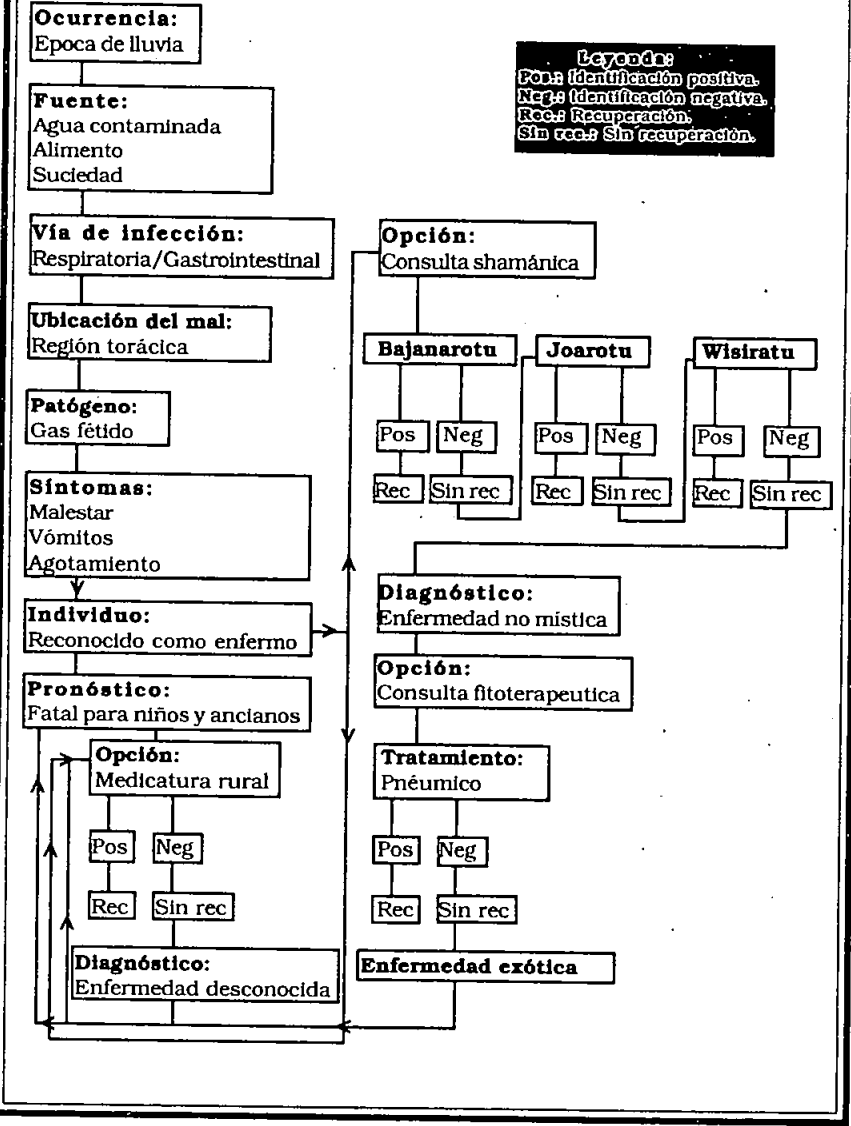 Ocurrencia:
Epoca de lluvia
Leyenda:
Pos.: Identificación positiva.
Neg.: Identificación negativa.
Rec.: Recuperación.
Sin rec.: Sin recuperación.
Fuente:
Agua contaminada
Alimento
Suciedad
Vía de infección:
Respiratoria/Gastrointestinal
Ubicación del mal:
Región torácica
Patógeno:
Gas fétido
Síntomas:
Malestar
Vómitos
Agotamiento
Individuo:
Reconocido como enfermo
Pronóstico:
Fatal para niños y ancianos
Opción:
Medicatura rural
Pos Neg
Rec Sin rec
Diagnóstico:
Enfermedad desconocida
Opción:
Consulta shamánica
Bajanarotu Joarotu Wisiratu
Pos Neg Pos Neg Pos Neg
Rec Sin rec Rec Sin rec Rec Sin rec
Diagnóstico:
Enfermedad no mística
Opción:
Consulta fitoterapeutica
Tratamiento:
Pnéumico
Pos Neg
Rec Sin rec
Enfermedad exótica